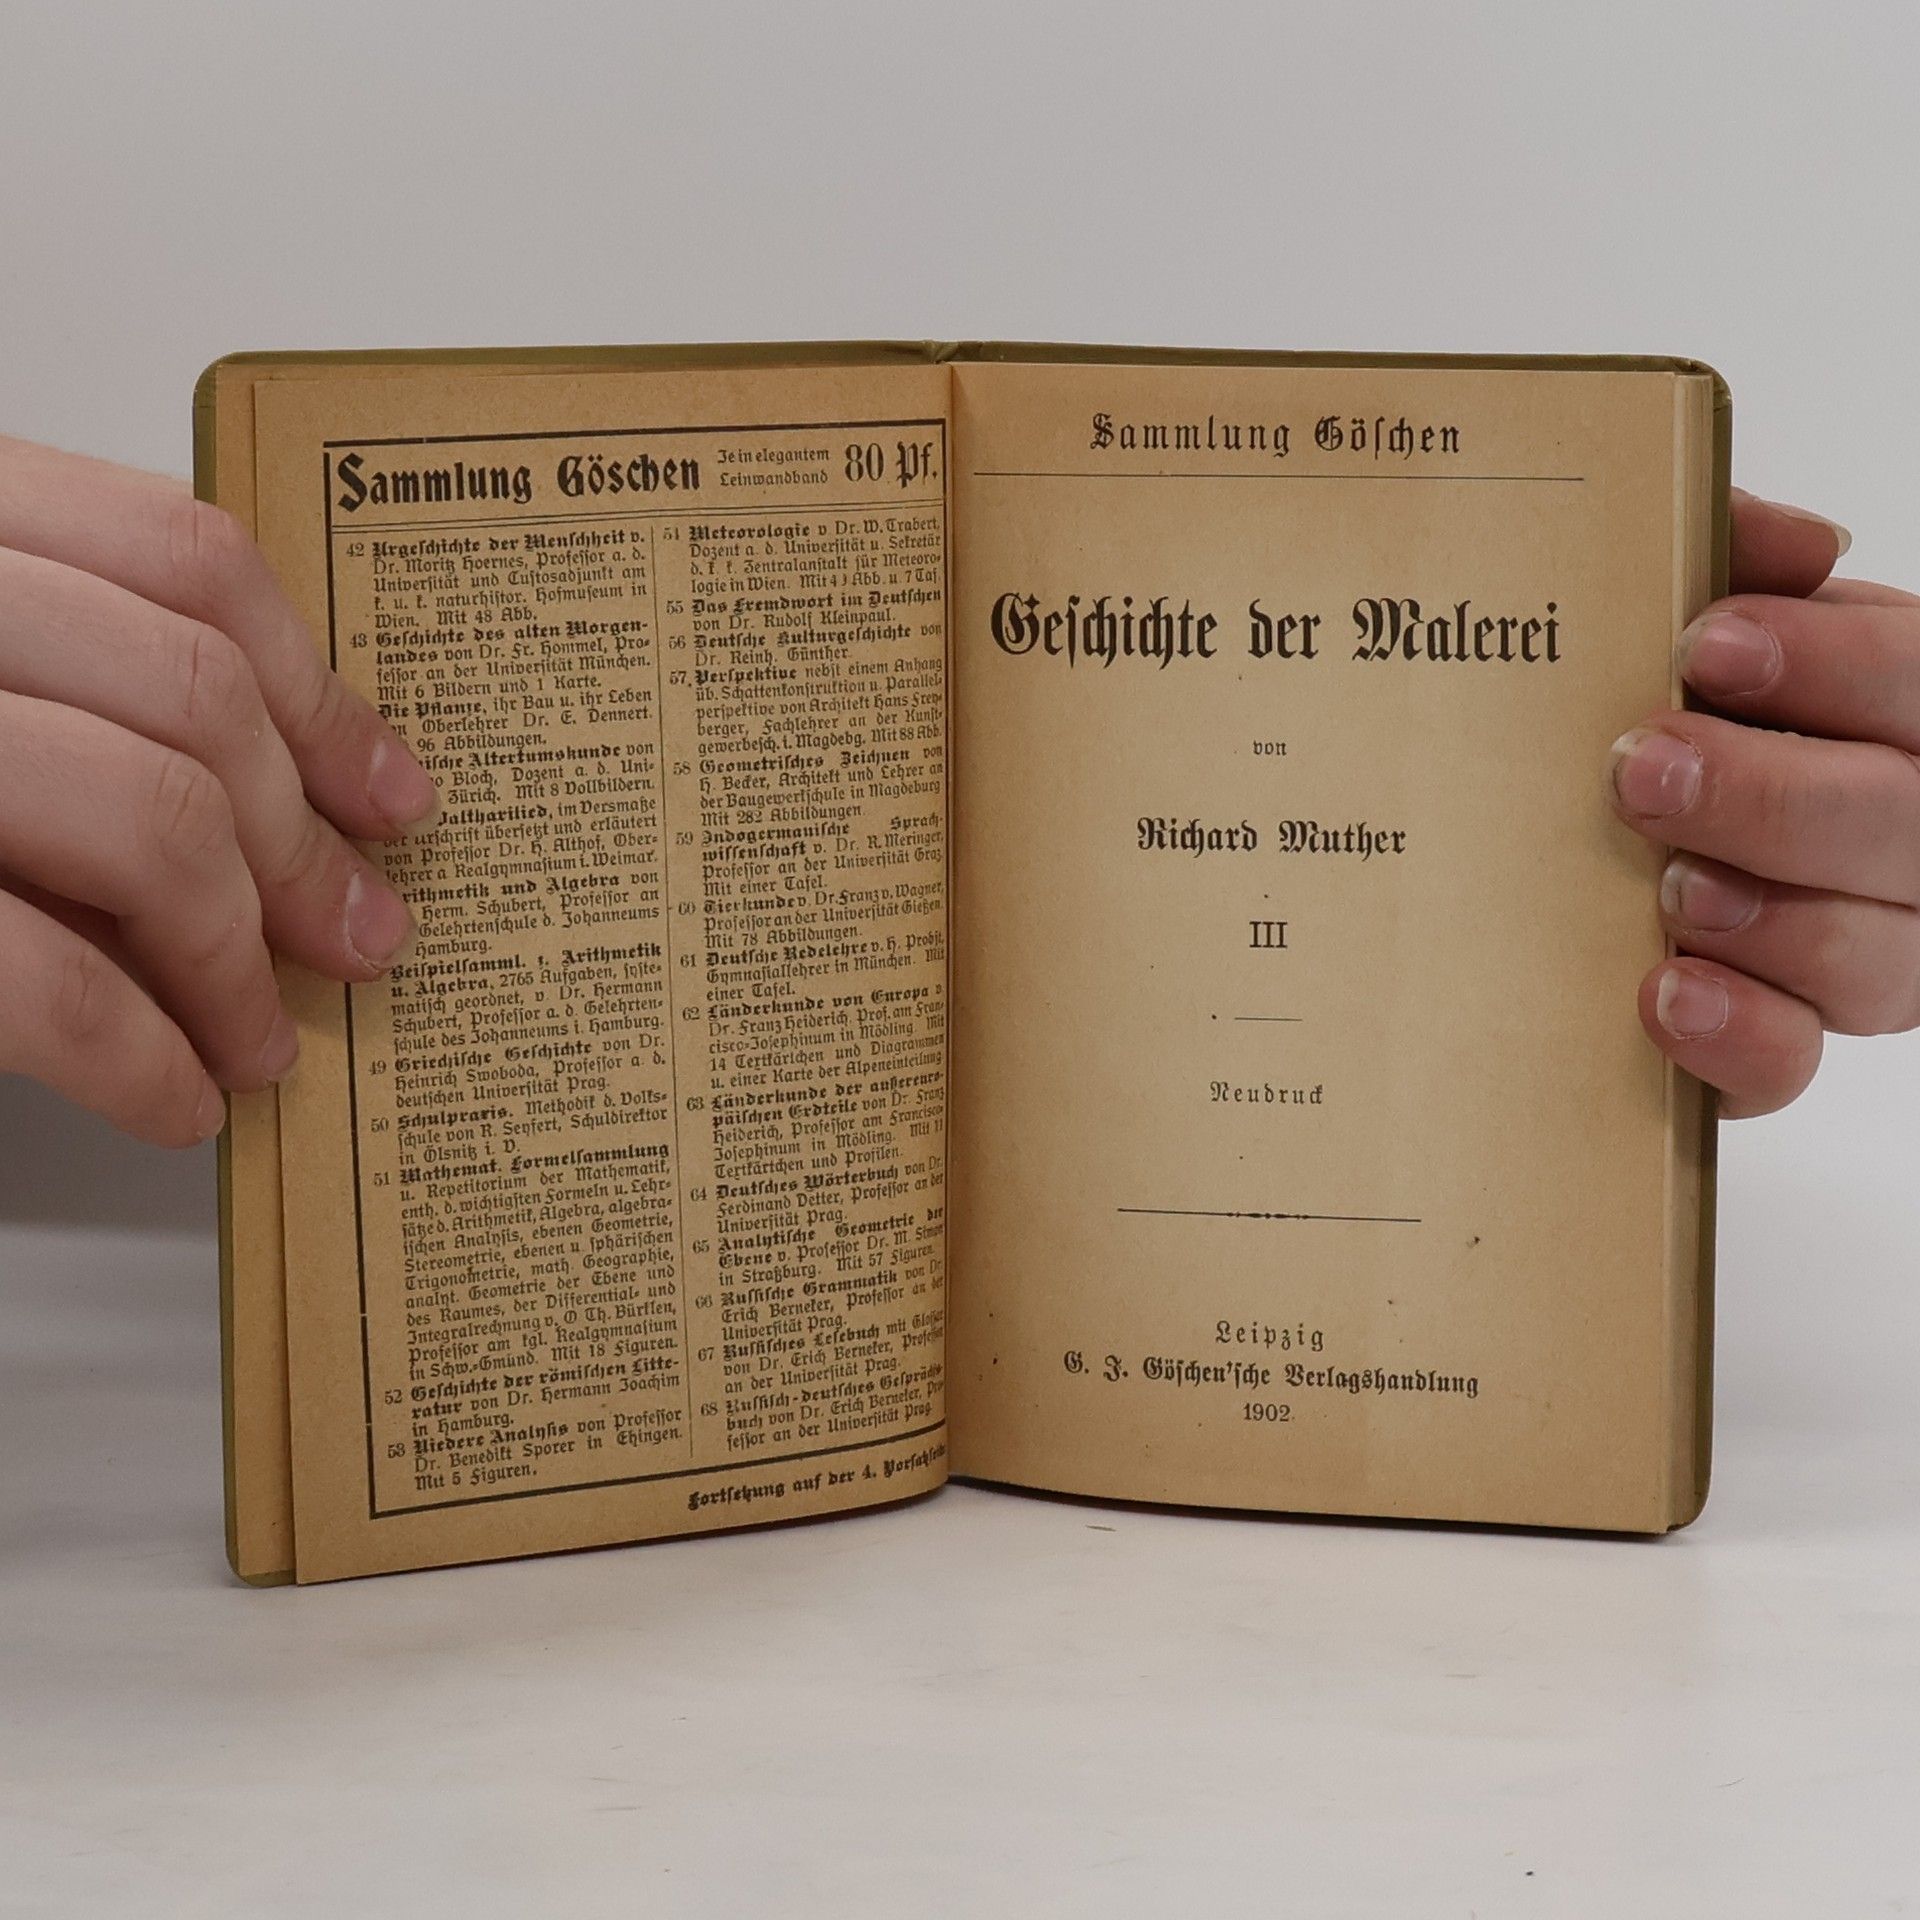 Sammlung Göschen
Je in elegantem
Leinwandband
80 Pf.
42 Urgeschichte der Menschheit v.
Dr. Moritz Hoernes, Professor a. d.
Universität und Custosadjunkt am
k. u. k. naturhistor. Hofmuseum in
Wien. Mit 48 Abb.
43 Geschichte des alten Morgen-
landes von Dr. Fr. Hommel, Pro-
fessor an der Universität München.
Mit 6 Bildern und 1 Karte.
Die Pflanze, ihr Bau u. ihr Leben
Oberlehrer Dr. E. Dennert.
96 Abbildungen.
Altertumskunde von
Bloch, Dozent a. d. Uni-
Zürich. Mit 8 Vollbildern.
im Versmaße
der Urschrift übersetzt und erläutert
von Professor Dr. H. Althof, Ober-
lehrer a. Realgymnasium i. Weimar.
und Algebra von
Herm. Schubert, Professor an
Gelehrtenschule d. Johanneums
Hamburg.
Beispielsamml. z. Arithmetik
u. Algebra, 2765 Aufgaben, syste-
matisch geordnet, v. Dr. Hermann
Schubert, Professor a. d. Gelehrten-
schule des Johanneums i. Hamburg.
49 Griechische Geschichte von Dr.
Heinrich Swoboda, Professor a. d.
deutschen Universität Prag.
50 Schulpraxis. Methodik d. Volks-
schule von R. Seyfert, Schuldirektor
in Ölsnitz i. V.
51 Mathemat. Formelsammlung
u. Repetitorium der Mathematik,
enth. d. wichtigsten Formeln u. Lehr-
sätze d. Arithmetik, Algebra, algebra-
ischen Analysis, ebenen Geometrie,
Stereometrie, ebenen u. sphärischen
Trigonometrie, math. Geographie,
analyt. Geometrie der Ebene und
des Raumes, der Differential- und
Integralrechnung v. O Th. Bürklen,
Professor am kgl. Realgymnasium
in Schw.-Gmünd. Mit 18 Figuren.
52 Geschichte der römischen Litte-
ratur von Dr. Hermann Joachim
in Hamburg.
53 Niedere Analysis von Professor
Dr. Benedikt Sporer in Ehingen.
Mit 5 Figuren.
54 Meteorologie v Dr. W. Trabert,
Dozent a. d. Universität u. Sekretär
d. k. k. Zentralanstalt für Meteoro-
logie in Wien. Mit 49 Abb. u. 7 Taf.
55 Das Fremdwort im Deutschen
von Dr. Rudolf Kleinpaul.
56 Deutsche Kulturgeschichte von
Dr. Reinh. Günther.
57. Perspektive nebst einem Anhang
üb. Schattenkonstruktion u. Parallel-
perspektive von Architekt Hans Frey-
berger, Fachlehrer an der Kunst-
gewerbesch. i. Magdebg. Mit 88 Abb.
58 Geometrisches Zeichnen von
H. Becker, Architekt und Lehrer an
der Baugewerkschule in Magdeburg
Mit 282 Abbildungen.
59 Indogermanische Sprach-
wissenschaft v. Dr. R. Meringer,
Professor an der Universität Graz.
Mit einer Tafel.
60 Tierkunde v. Dr. Franz v. Wagner,
Professor an der Universität Gießen.
Mit 78 Abbildungen.
61 Deutsche Redelehre v. H. Probst,
Gymnasiallehrer in München. Mit
einer Tafel.
62 Länderkunde von Europa v.
Dr. Franz Heiderich, Prof. am Fran-
cisco-Josephinum in Mödling. Mit
14 Textkärtchen und Diagrammen
u. einer Karte der Alpeneinteilung
63 Länderkunde der außereuro-
päischen Erdteile von Dr. Franz
Heiderich, Professor am Francisco-
Josephinum in Mödling. Mit 11
Textkärtchen und Profilen.
64 Deutsches Wörterbuch von Dr.
Ferdinand Detter, Professor an der
Universität Prag.
65 Analytische Geometrie der
Ebene v. Professor Dr. M. Simon
in Straßburg. Mit 57 Figuren.
66 Russische Grammatik von Dr.
Erich Berneker, Professor an der
Universität Prag.
67 Russisches Lesebuch mit Glossar
von Dr. Erich Berneker, Professor
an der Universität Prag.
68 Russisch-deutsches Gesprächs-
buch von Dr. Erich Berneker, Pro-
fessor an der Universität Prag.
Fortsetzung auf der 4. Vorsatzseite
Sammlung Göschen
Geschichte der Malerei
von
Richard Muther
III
Neudruck
Leipzig
G. J. Göschen'sche Verlagshandlung
1902